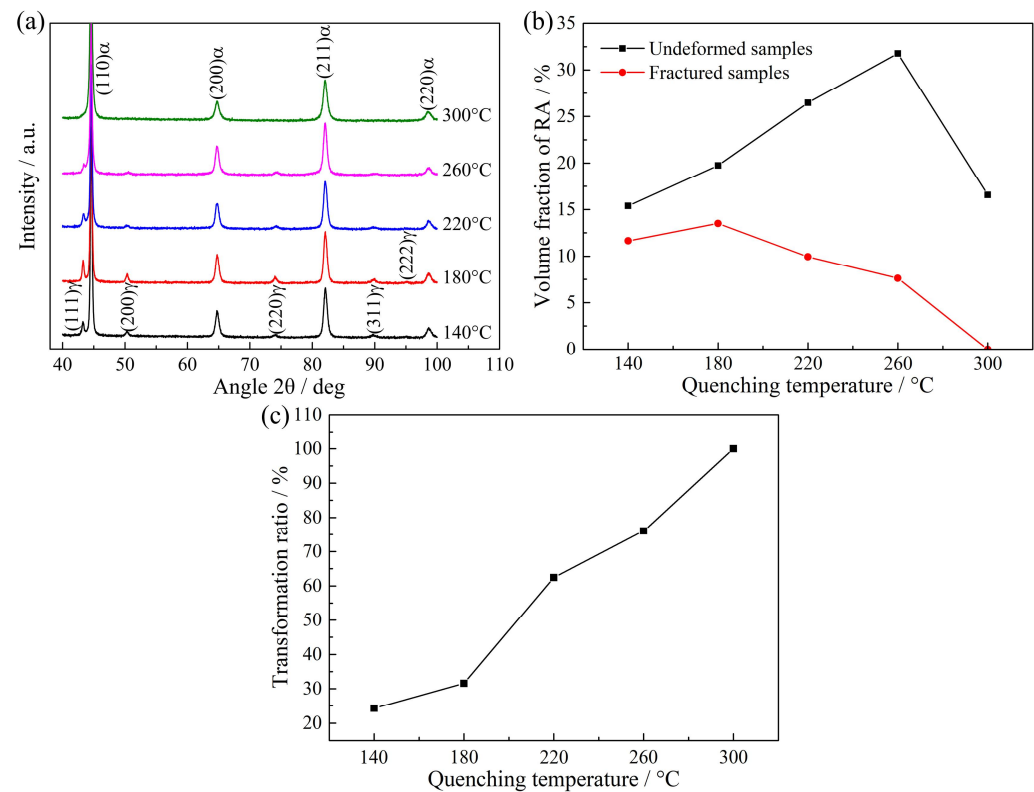 (a)
Intensity / a.u.
(110)α
(200)α
(211)α
(220)α
300°C
260°C
220°C
180°C
140°C
(111)γ
(200)γ
(220)γ
(311)γ
(222)γ
40 50 60 70 80 90 100 110
Angle 2θ / deg
(b)
Volume fraction of RA / %
35
30
25
20
15
10
5
0
Undeformed samples
Fractured samples
140 180 220 260 300
Quenching temperature / °C
(c)
Transformation ratio / %
110
100
90
80
70
60
50
40
30
20
140 180 220 260 300
Quenching temperature / °C